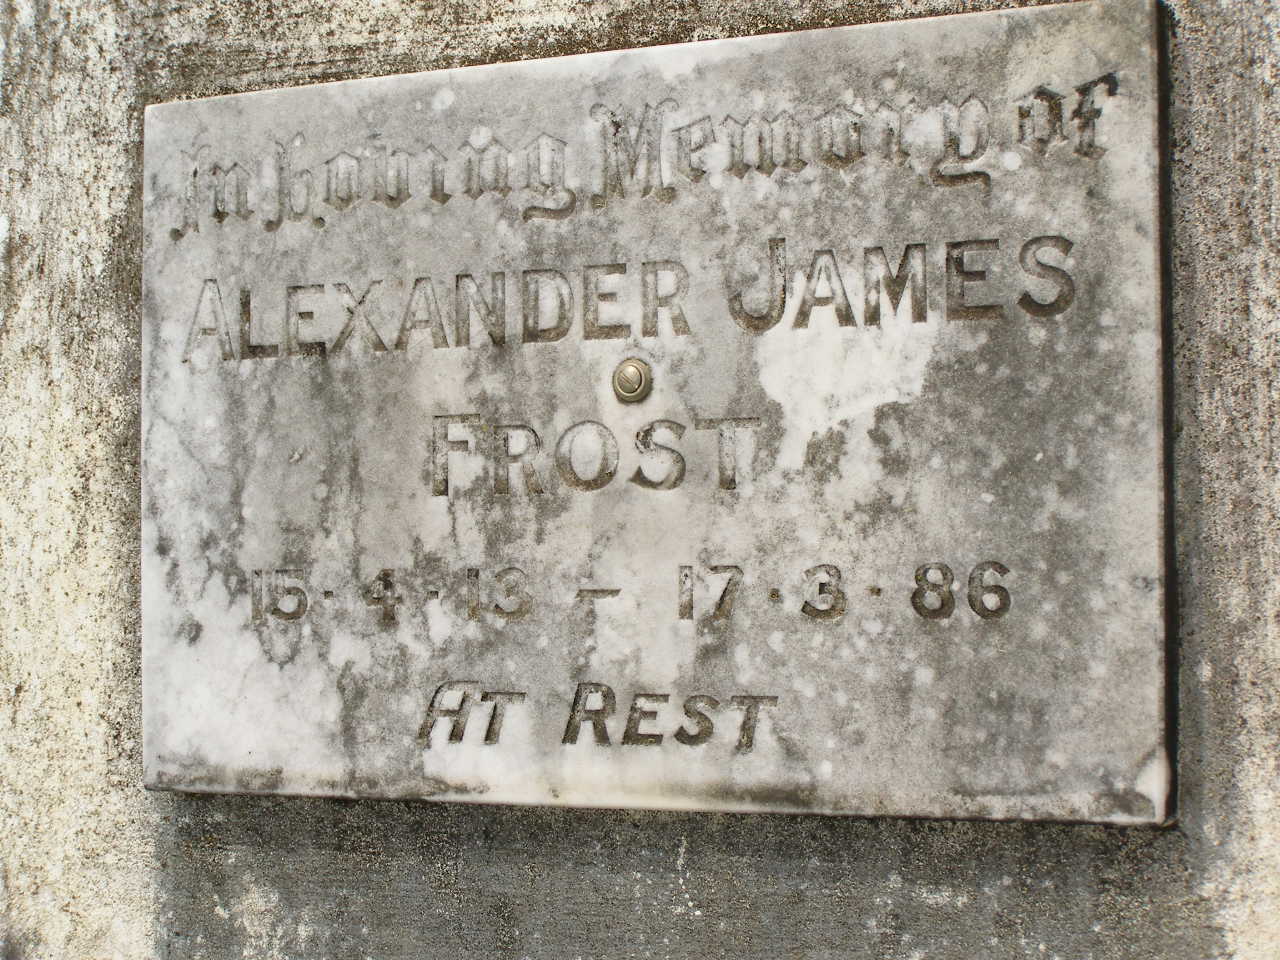 In loving Memory of
ALEXANDER JAMES
FROST
15·4·13 – 17·3·86
AT REST